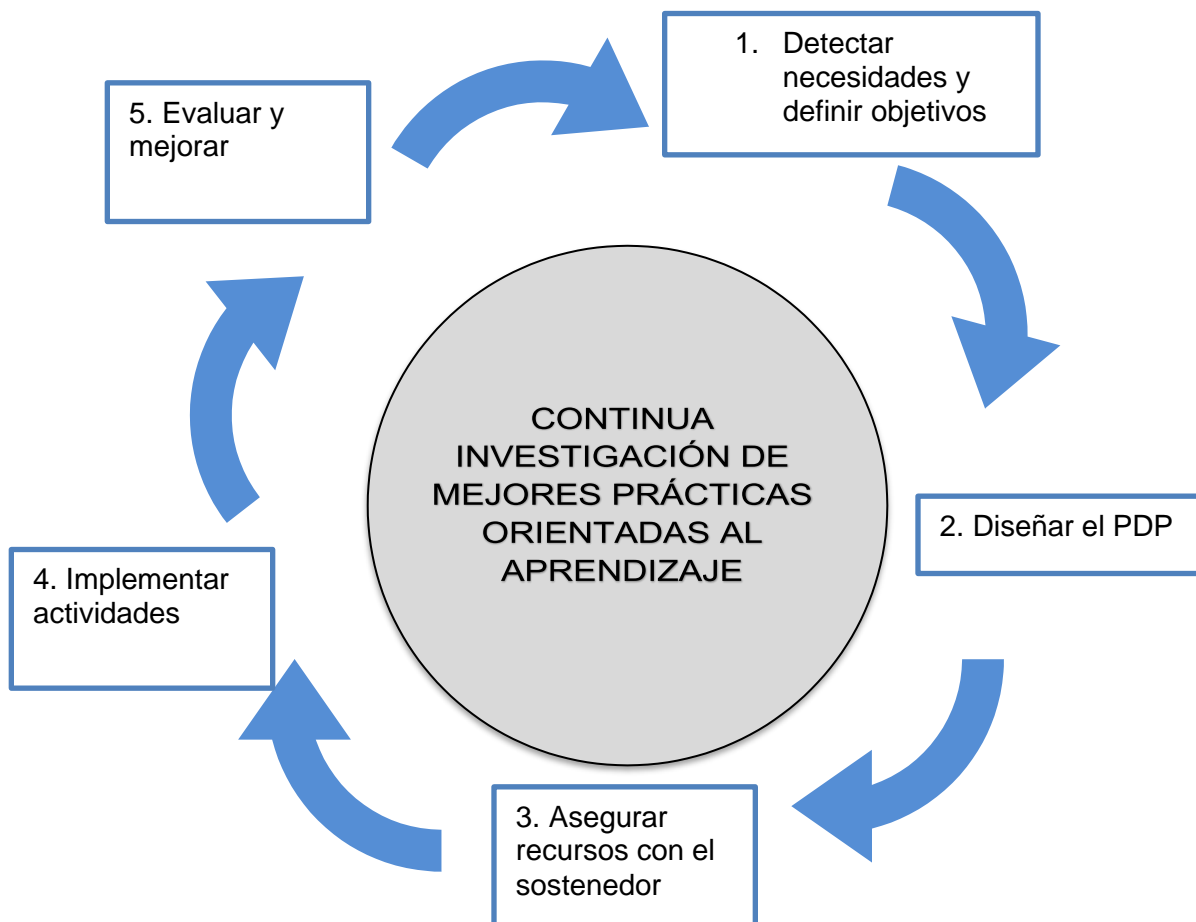 1. Detectar
necesidades y
definir objetivos
2. Diseñar el PDP
3. Asegurar
recursos con el
sostenedor
4. Implementar
actividades
5. Evaluar y
mejorar
CONTINUA
INVESTIGACIÓN DE
MEJORES PRÁCTICAS
ORIENTADAS AL
APRENDIZAJE